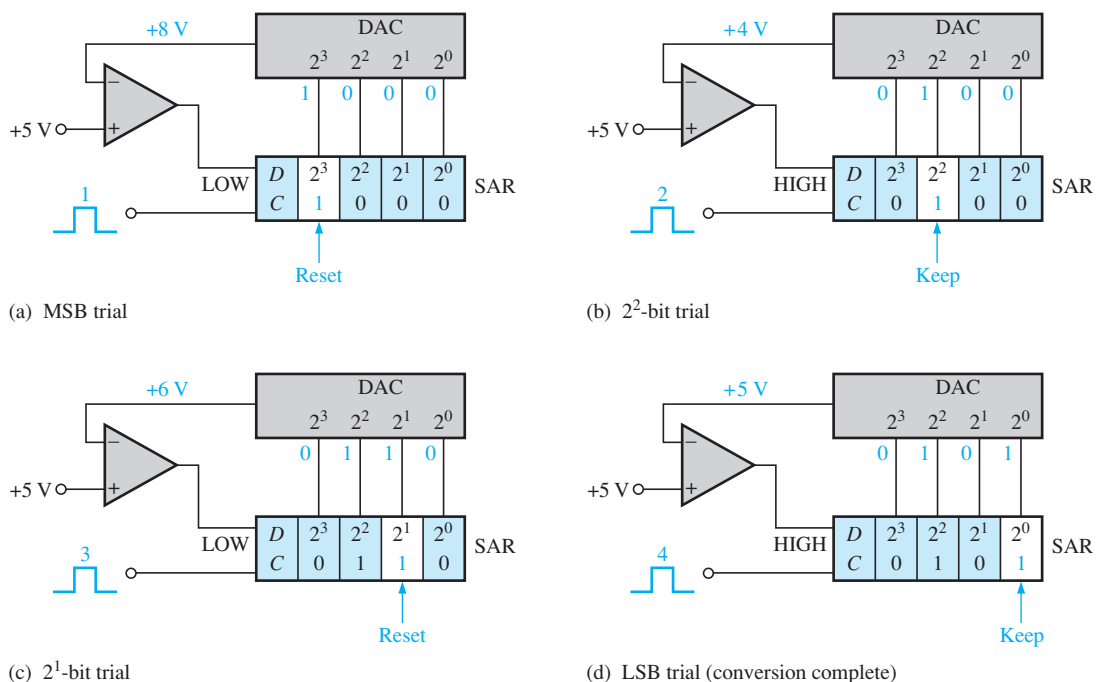 +8 V DAC
2³ 2² 2¹ 2⁰
1 0 0 0
−
+5 V +
LOW D 2³ 2² 2¹ 2⁰ SAR
1 C 1 0 0 0
Reset
(a) MSB trial
+4 V DAC
2³ 2² 2¹ 2⁰
0 1 0 0
−
+5 V +
HIGH D 2³ 2² 2¹ 2⁰ SAR
2 C 0 1 0 0
Keep
(b) 2²-bit trial
+6 V DAC
2³ 2² 2¹ 2⁰
0 1 1 0
−
+5 V +
LOW D 2³ 2² 2¹ 2⁰ SAR
3 C 0 1 1 0
Reset
(c) 2¹-bit trial
+5 V DAC
2³ 2² 2¹ 2⁰
0 1 0 1
−
+5 V +
HIGH D 2³ 2² 2¹ 2⁰ SAR
4 C 0 1 0 1
Keep
(d) LSB trial (conversion complete)